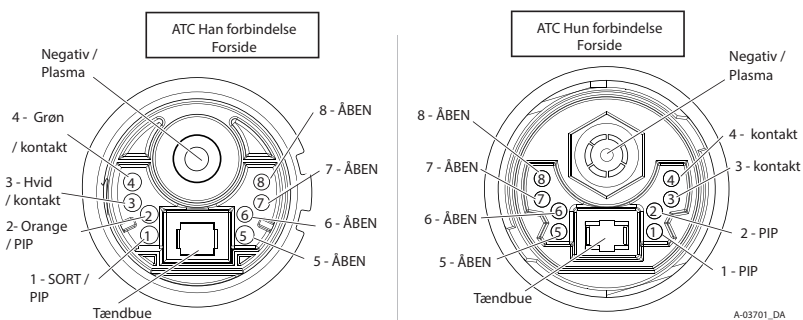 ATC Han forbindelse
Forside
Negativ /
Plasma
4 - Grøn
/ kontakt
3 - Hvid
/ kontakt
2- Orange
/ PIP
1 - SORT /
PIP
Tændbue
8 - ÅBEN
7 - ÅBEN
6 - ÅBEN
5 - ÅBEN
4
3
2
1
8
7
6
5
ATC Hun forbindelse
Forside
Negativ /
Plasma
8 - ÅBEN
7 - ÅBEN
6 - ÅBEN
5 - ÅBEN
Tændbue
4 - kontakt
3 - kontakt
2 - PIP
1 - PIP
8
7
6
5
4
3
2
1
A-03701_DA